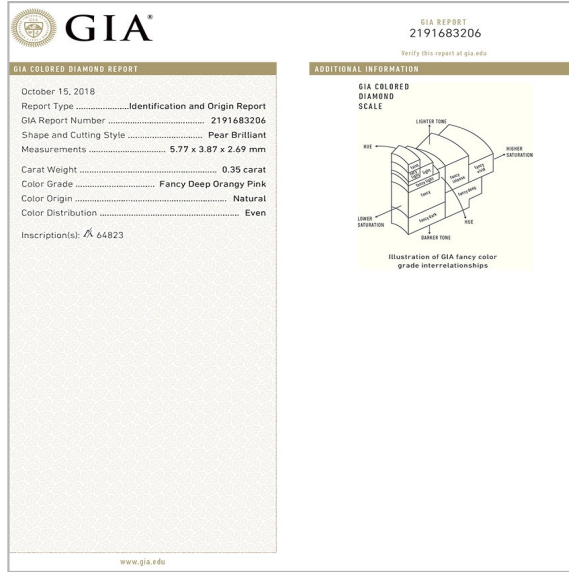 GIA®
GIA REPORT
2191683206
Verify this report at gia.edu
GIA COLORED DIAMOND REPORT
October 15, 2018
Report Type ....................Identification and Origin Report
GIA Report Number .................................... 2191683206
Shape and Cutting Style ............................ Pear Brilliant
Measurements ............................. 5.77 x 3.87 x 2.69 mm
Carat Weight ........................................ 0.35 carat
Color Grade .............................. Fancy Deep Orangy Pink
Color Origin ......................................... Natural
Color Distribution ................................... Even
Inscription(s): 64823
www.gia.edu
ADDITIONAL INFORMATION
GIA COLORED
DIAMOND
SCALE
LIGHTER TONE
HUE
HIGHER
SATURATION
faint
very
light
light
fancy light
fancy
fancy
intense
fancy
vivid
fancy deep
fancy dark
LOWER
SATURATION
HUE
DARKER TONE
Illustration of GIA fancy color
grade interrelationships